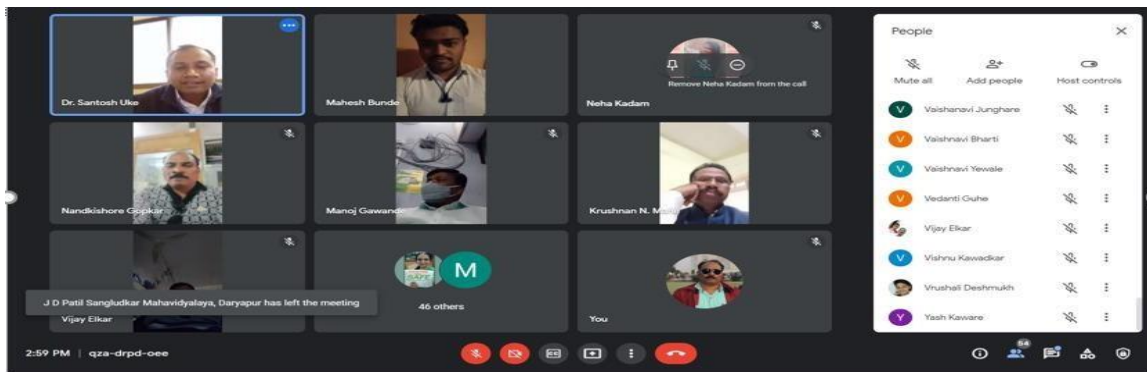 Dr. Santosh Uke
Mahesh Bunde
Remove Neha Kadam from the call
Neha Kadam
Nandkishore Gopkar
Manoj Gawande
Krushnan N.
J D Patil Sangludkar Mahavidyalaya, Daryapur has left the meeting
Vijay Elkar
SAFE
M
46 others
You
People
Mute all
Add people
Host controls
V Vaishanavi Junghare
V Vaishnavi Bharti
V Vaishnavi Yewale
V Vedanti Guhe
Vijay Elkar
V Vishnu Kawadkar
Vrushali Deshmukh
Y Yash Kaware
2:59 PM | qza-drpd-oee
54